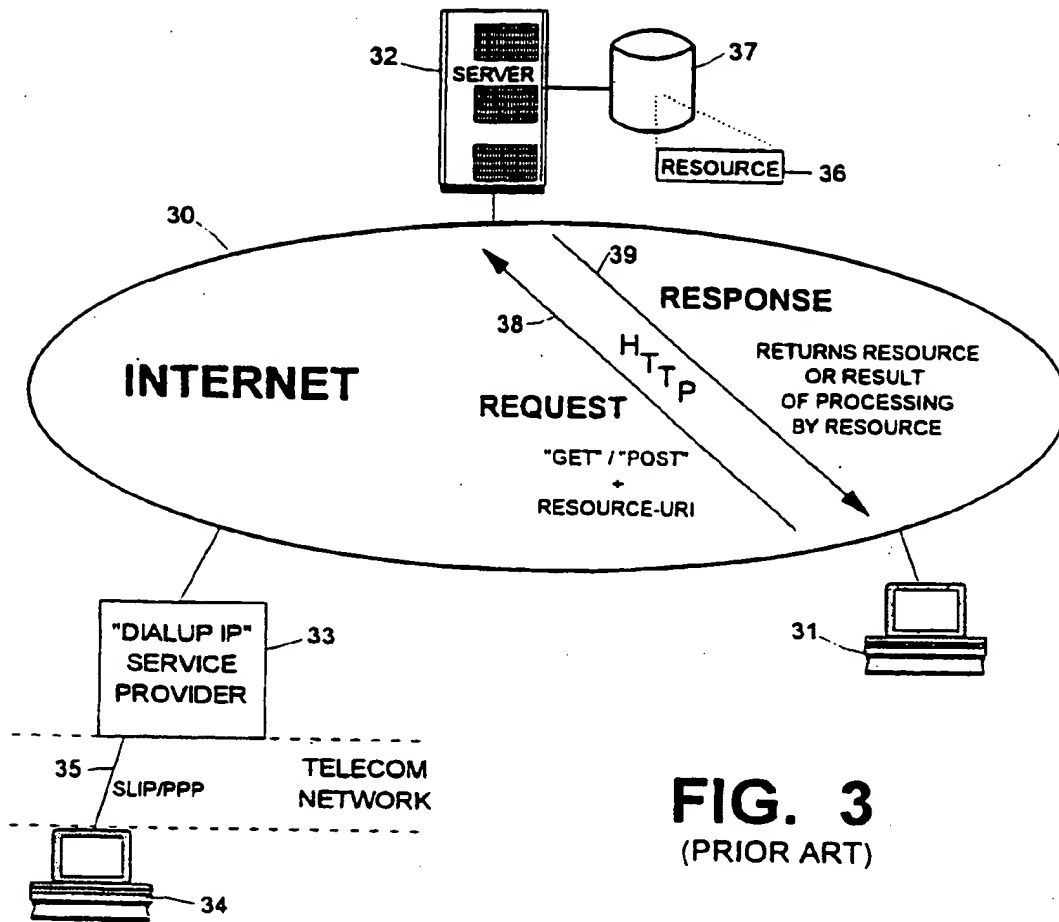 32
SERVER
37
RESOURCE
36
30
39
RESPONSE
38
HTTP
RETURNS RESOURCE
OR RESULT
OF PROCESSING
BY RESOURCE
INTERNET
REQUEST
"GET" / "POST"
+
RESOURCE-URI
"DIALUP IP"
SERVICE
PROVIDER
33
31
35
SLIP/PPP
TELECOM
NETWORK
34
FIG. 3
(PRIOR ART)